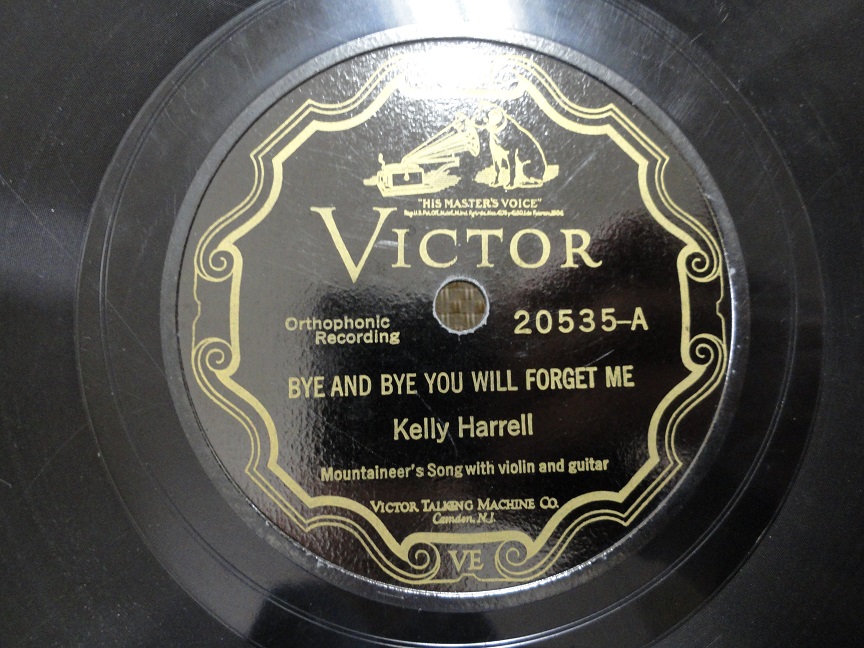 "HIS MASTER'S VOICE"
VICTOR
Orthophonic
Recording
20535-A
BYE AND BYE YOU WILL FORGET ME
Kelly Harrell
Mountaineer's Song with violin and guitar
VICTOR TALKING MACHINE CO.
Camden, N.J.
VE